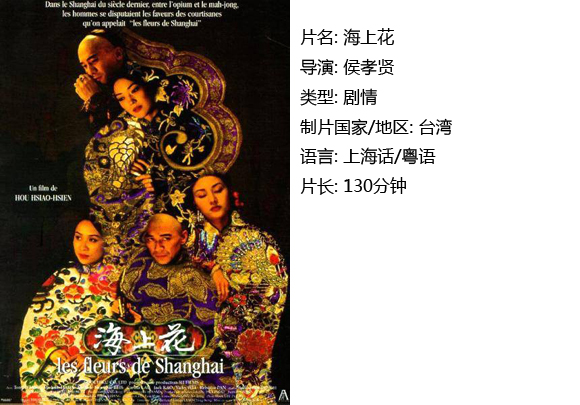 Dans le Shanghai du siècle dernier, entre l'opium et le mah-jong,
les hommes se disputaient les faveurs des courtisanes
qu'on appelait "les fleurs de Shanghai"
Un film de
HOU HSIAO-HSIEN
海上花
les fleurs de Shanghai
片名: 海上花
导演: 侯孝贤
类型: 剧情
制片国家/地区: 台湾
语言: 上海话/粤语
片长: 130分钟